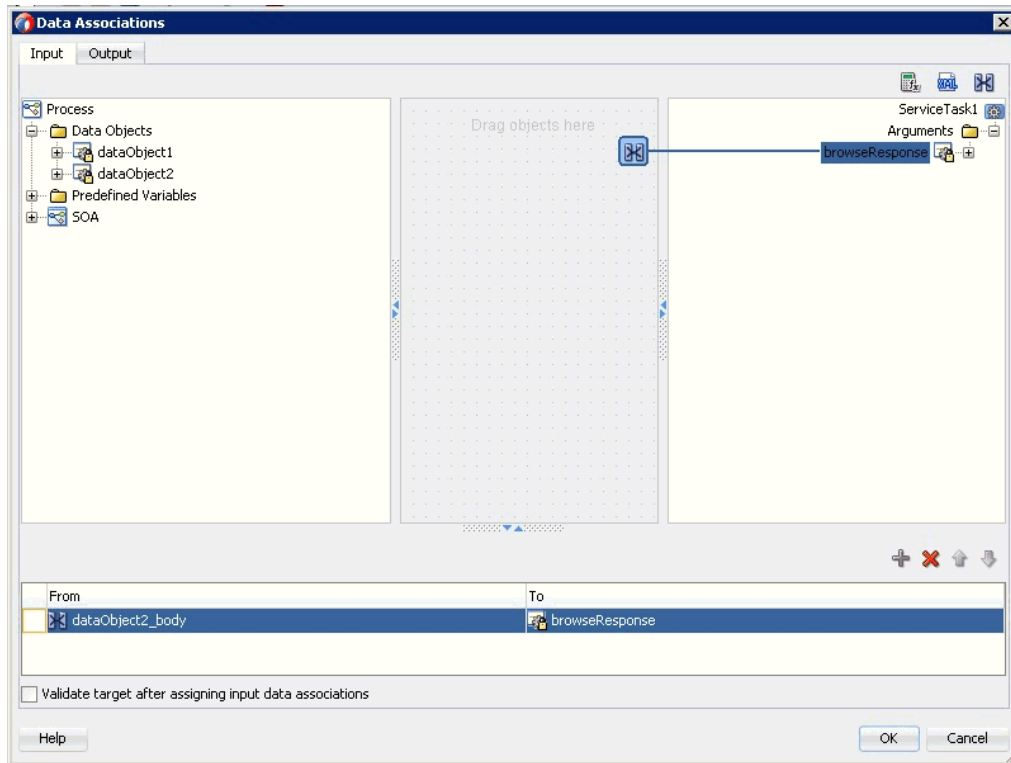 Data Associations
Input Output
Process
Data Objects
dataObject1
dataObject2
Predefined Variables
SOA
Drag objects here
ServiceTask1
Arguments
browseResponse
From To
dataObject2_body browseResponse
Validate target after assigning input data associations
Help OK Cancel